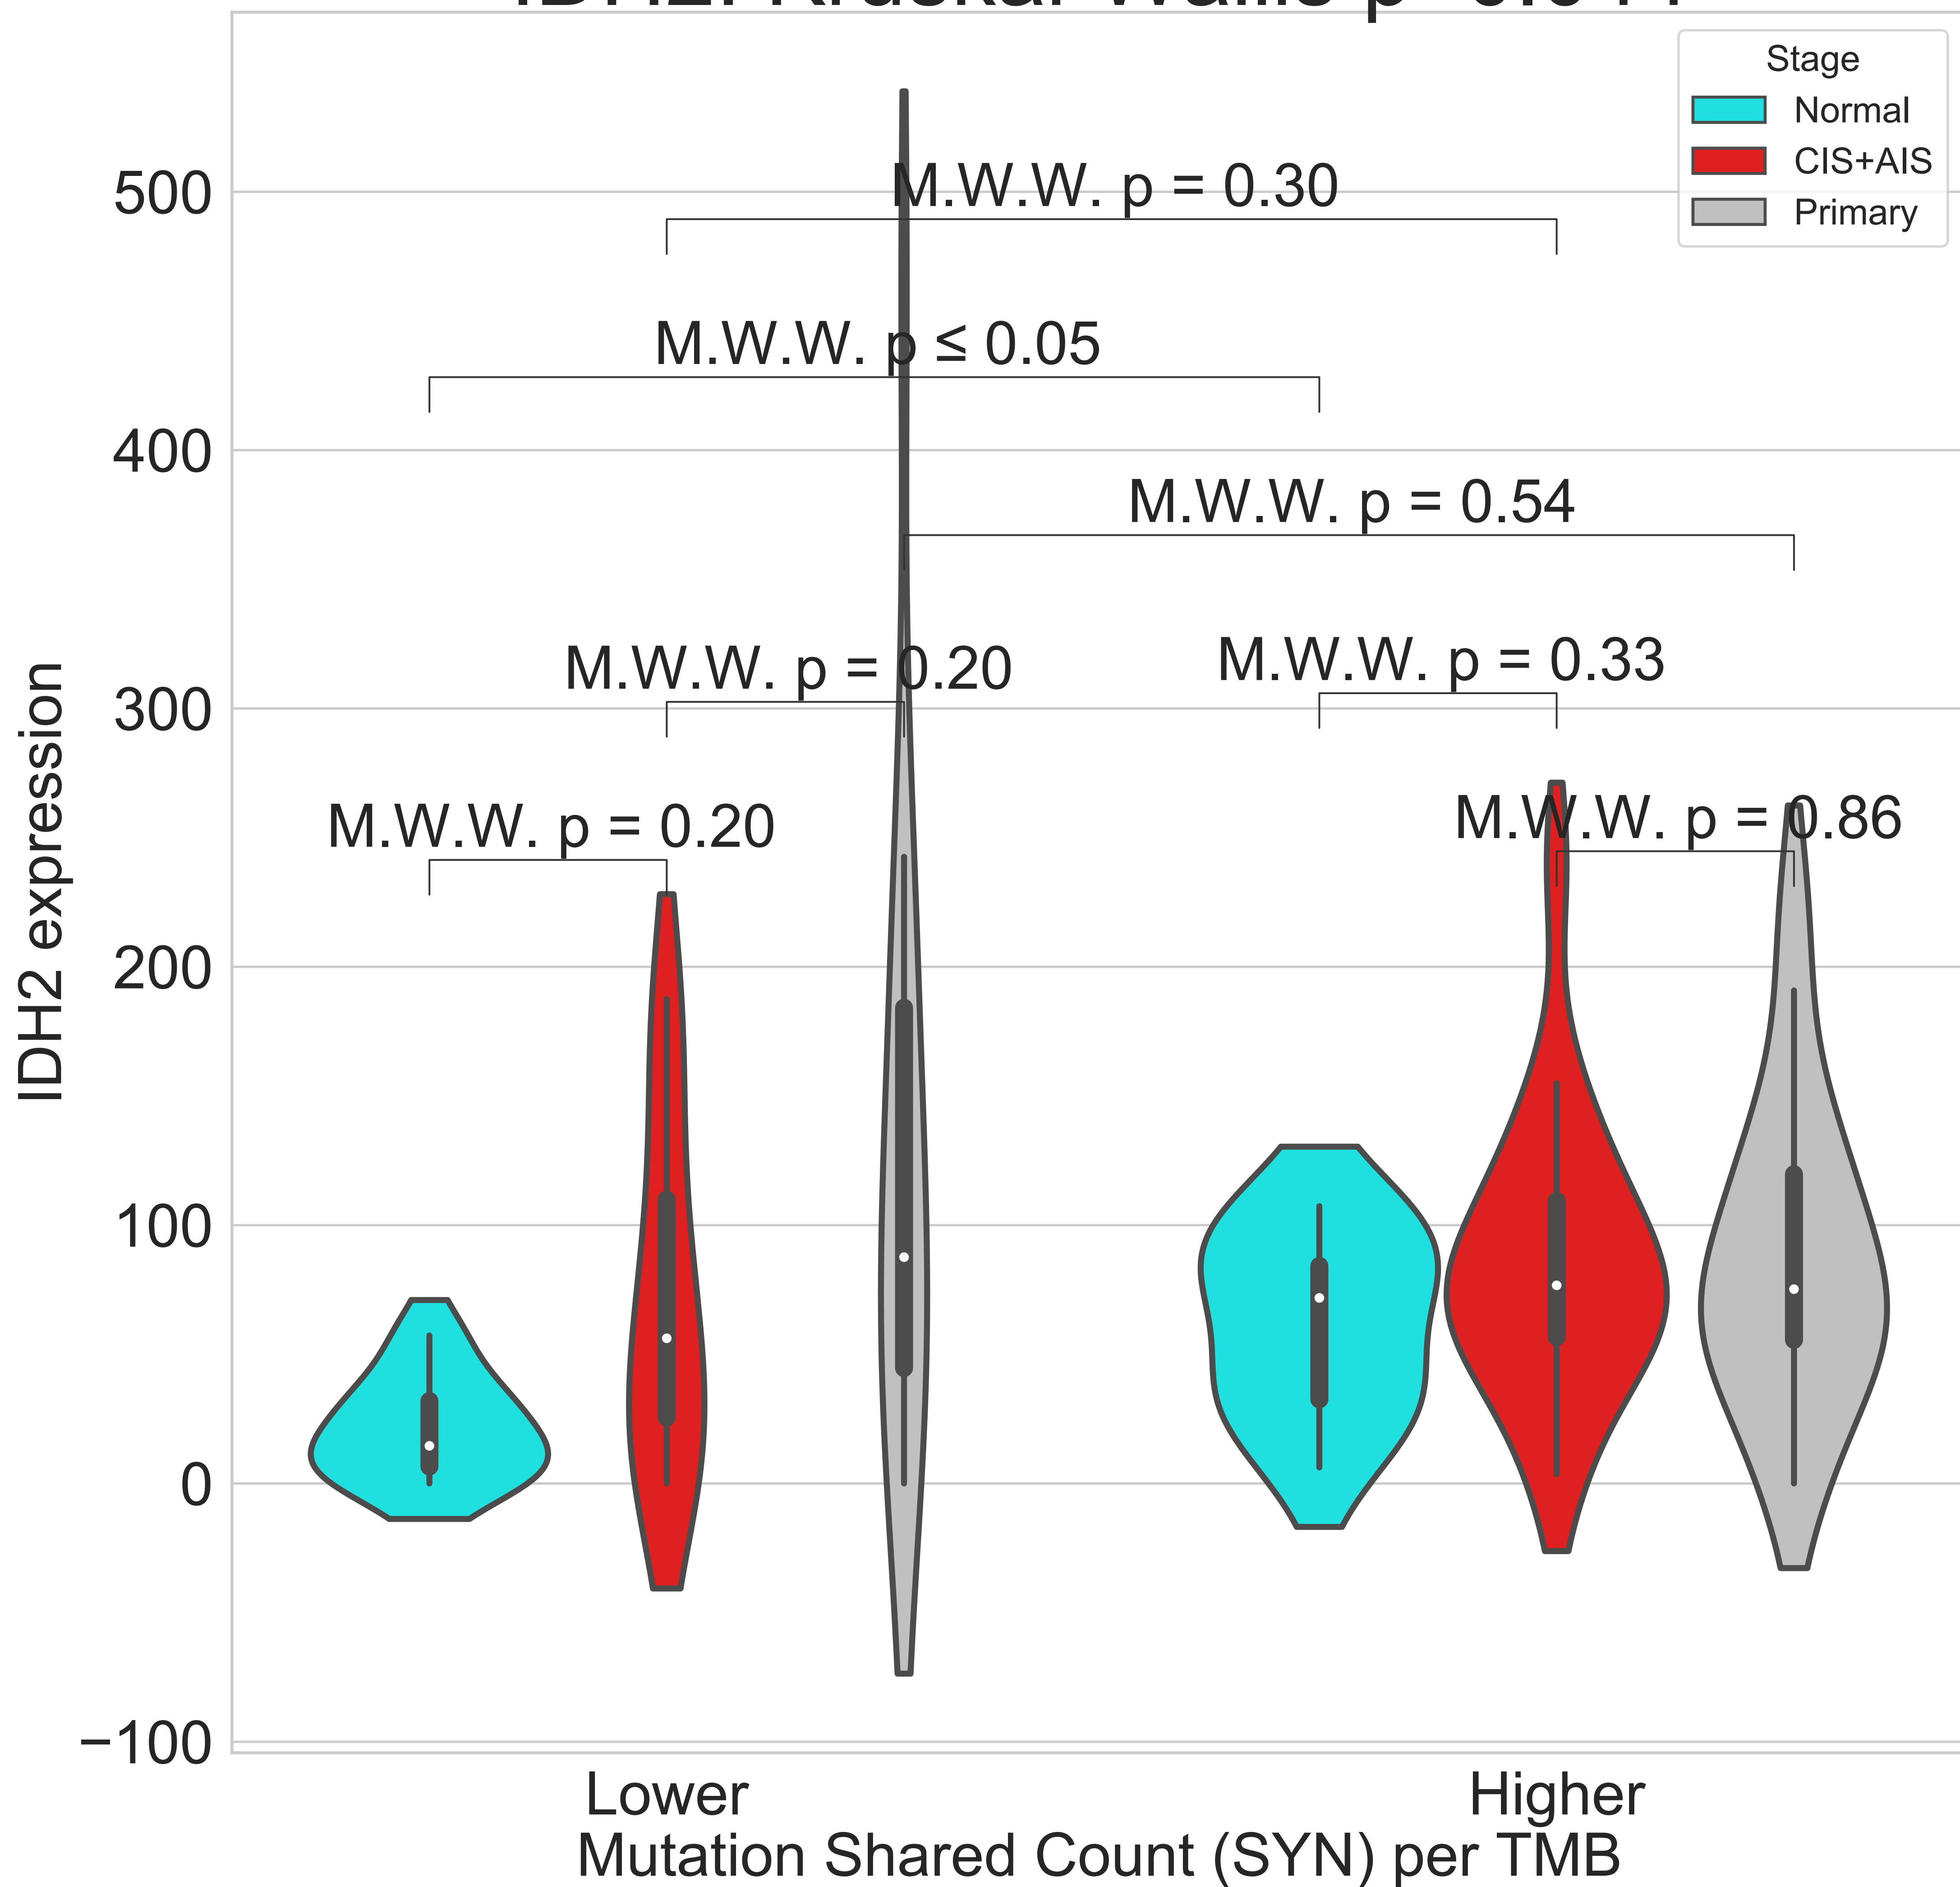 Stage
Normal
CIS+AIS
Primary
M.W.W. p = 0.30
M.W.W. p ≤ 0.05
M.W.W. p = 0.54
M.W.W. p = 0.20
M.W.W. p = 0.33
M.W.W. p = 0.20
M.W.W. p = 0.86
500
400
300
200
100
0
−100
IDH2 expression
Lower
Higher
Mutation Shared Count (SYN) per TMB